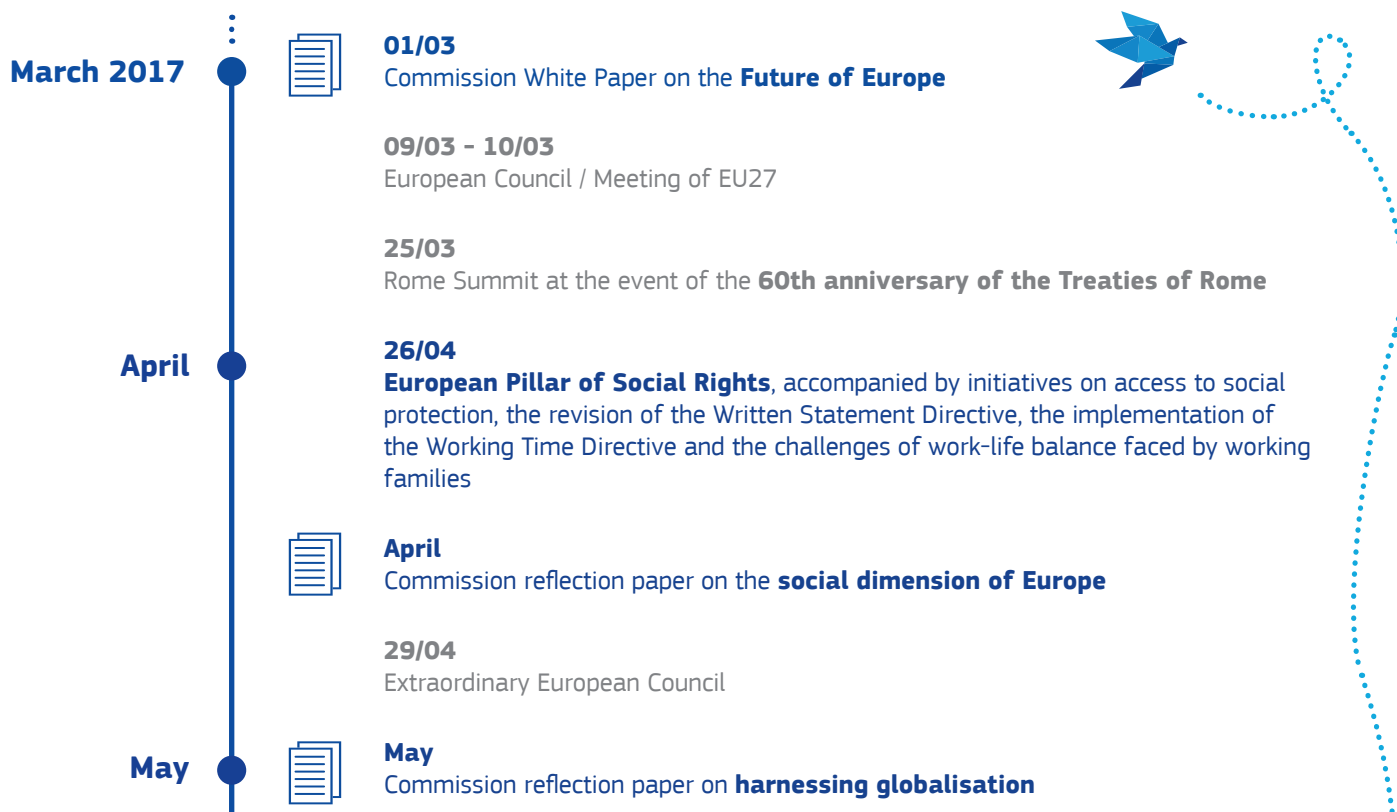 March 2017
01/03
Commission White Paper on the Future of Europe
09/03 - 10/03
European Council / Meeting of EU27
25/03
Rome Summit at the event of the 60th anniversary of the Treaties of Rome
April
26/04
European Pillar of Social Rights, accompanied by initiatives on access to social
protection, the revision of the Written Statement Directive, the implementation of
the Working Time Directive and the challenges of work-life balance faced by working
families
April
Commission reflection paper on the social dimension of Europe
29/04
Extraordinary European Council
May
May
Commission reflection paper on harnessing globalisation